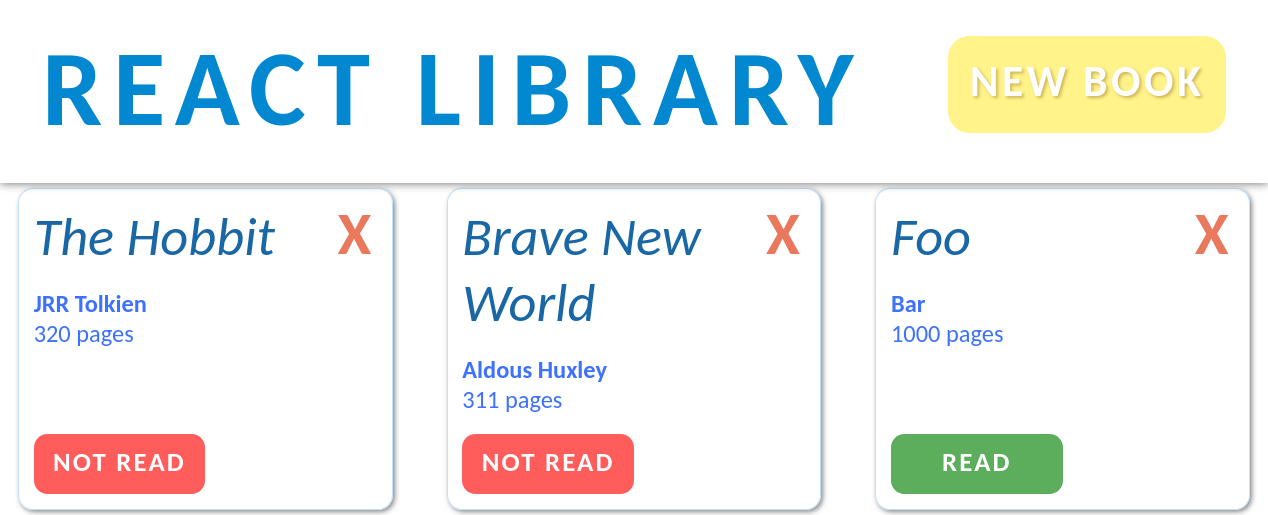 REACT LIBRARY
NEW BOOK
The Hobbit
X
JRR Tolkien
320 pages
NOT READ
Brave New
World
X
Aldous Huxley
311 pages
NOT READ
Foo
X
Bar
1000 pages
READ